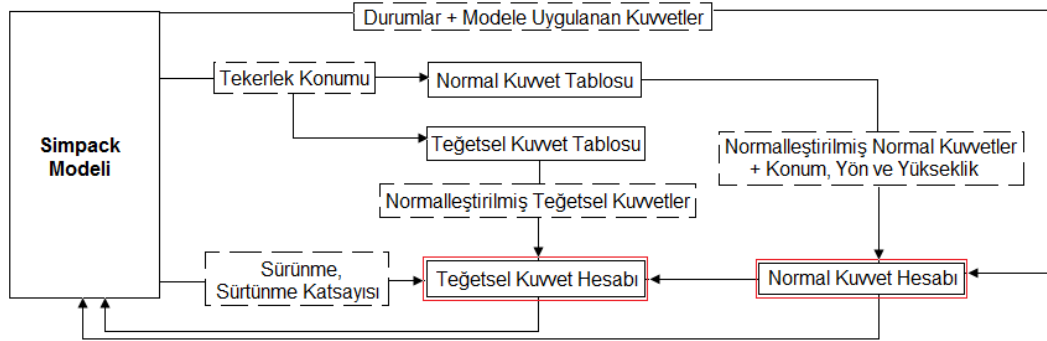 Durumlar + Modele Uygulanan Kuvvetler
Tekerlek Konumu
Normal Kuvvet Tablosu
Simpack
Modeli
Teğetsel Kuvvet Tablosu
Normalleştirilmiş Normal Kuvvetler
+ Konum, Yön ve Yükseklik
Normalleştirilmiş Teğetsel Kuvvetler
Sürünme,
Sürtünme Katsayısı
Teğetsel Kuvvet Hesabı
Normal Kuvvet Hesabı